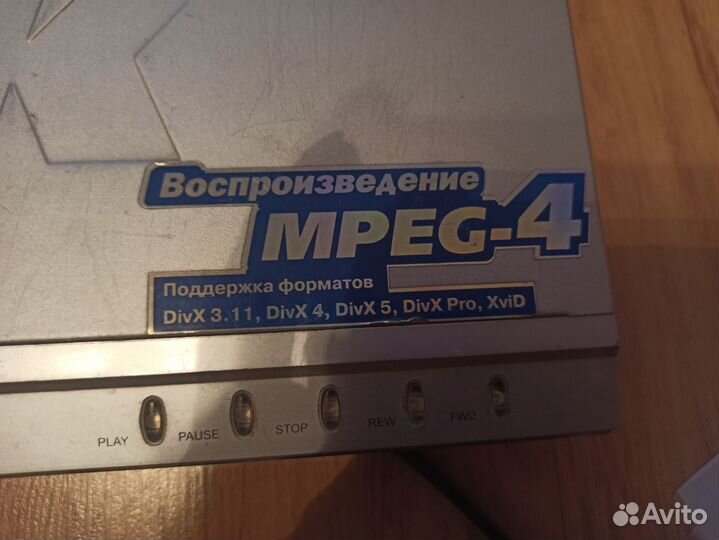 Воспроизведение
MPEG-4
Поддержка форматов
DivX 3.11, DivX 4, DivX 5, DivX Pro, XviD
PLAY PAUSE STOP REW FWD
Avito